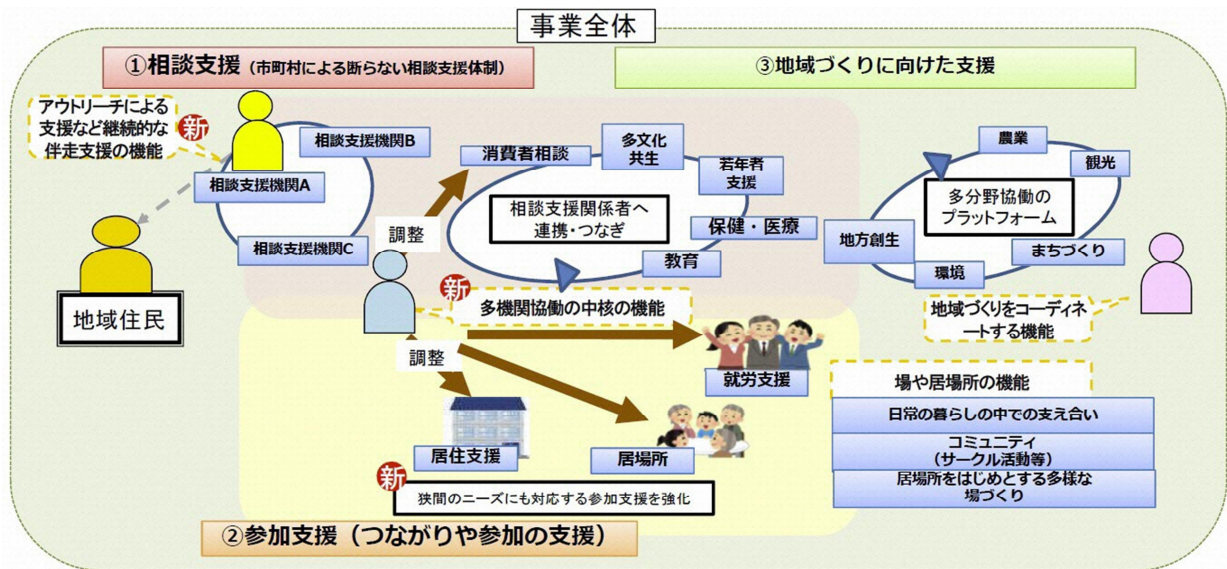 事業全体
①相談支援（市町村による断らない相談支援体制）
③地域づくりに向けた支援
アウトリーチによる
支援など継続的な
伴走支援の機能
新
相談支援機関B
相談支援機関A
相談支援機関C
地域住民
消費者相談
多文化
共生
若年者
支援
相談支援関係者へ
連携・つなぎ
保健・医療
教育
調整
新
多機関協働の中核の機能
農業
観光
多分野協働の
プラットフォーム
地方創生
まちづくり
環境
地域づくりをコーディネ
ートする機能
調整
就労支援
居住支援
居場所
新
狭間のニーズにも対応する参加支援を強化
②参加支援（つながりや参加の支援）
場や居場所の機能
日常の暮らしの中での支え合い
コミュニティ
（サークル活動等）
居場所をはじめとする多様な
場づくり